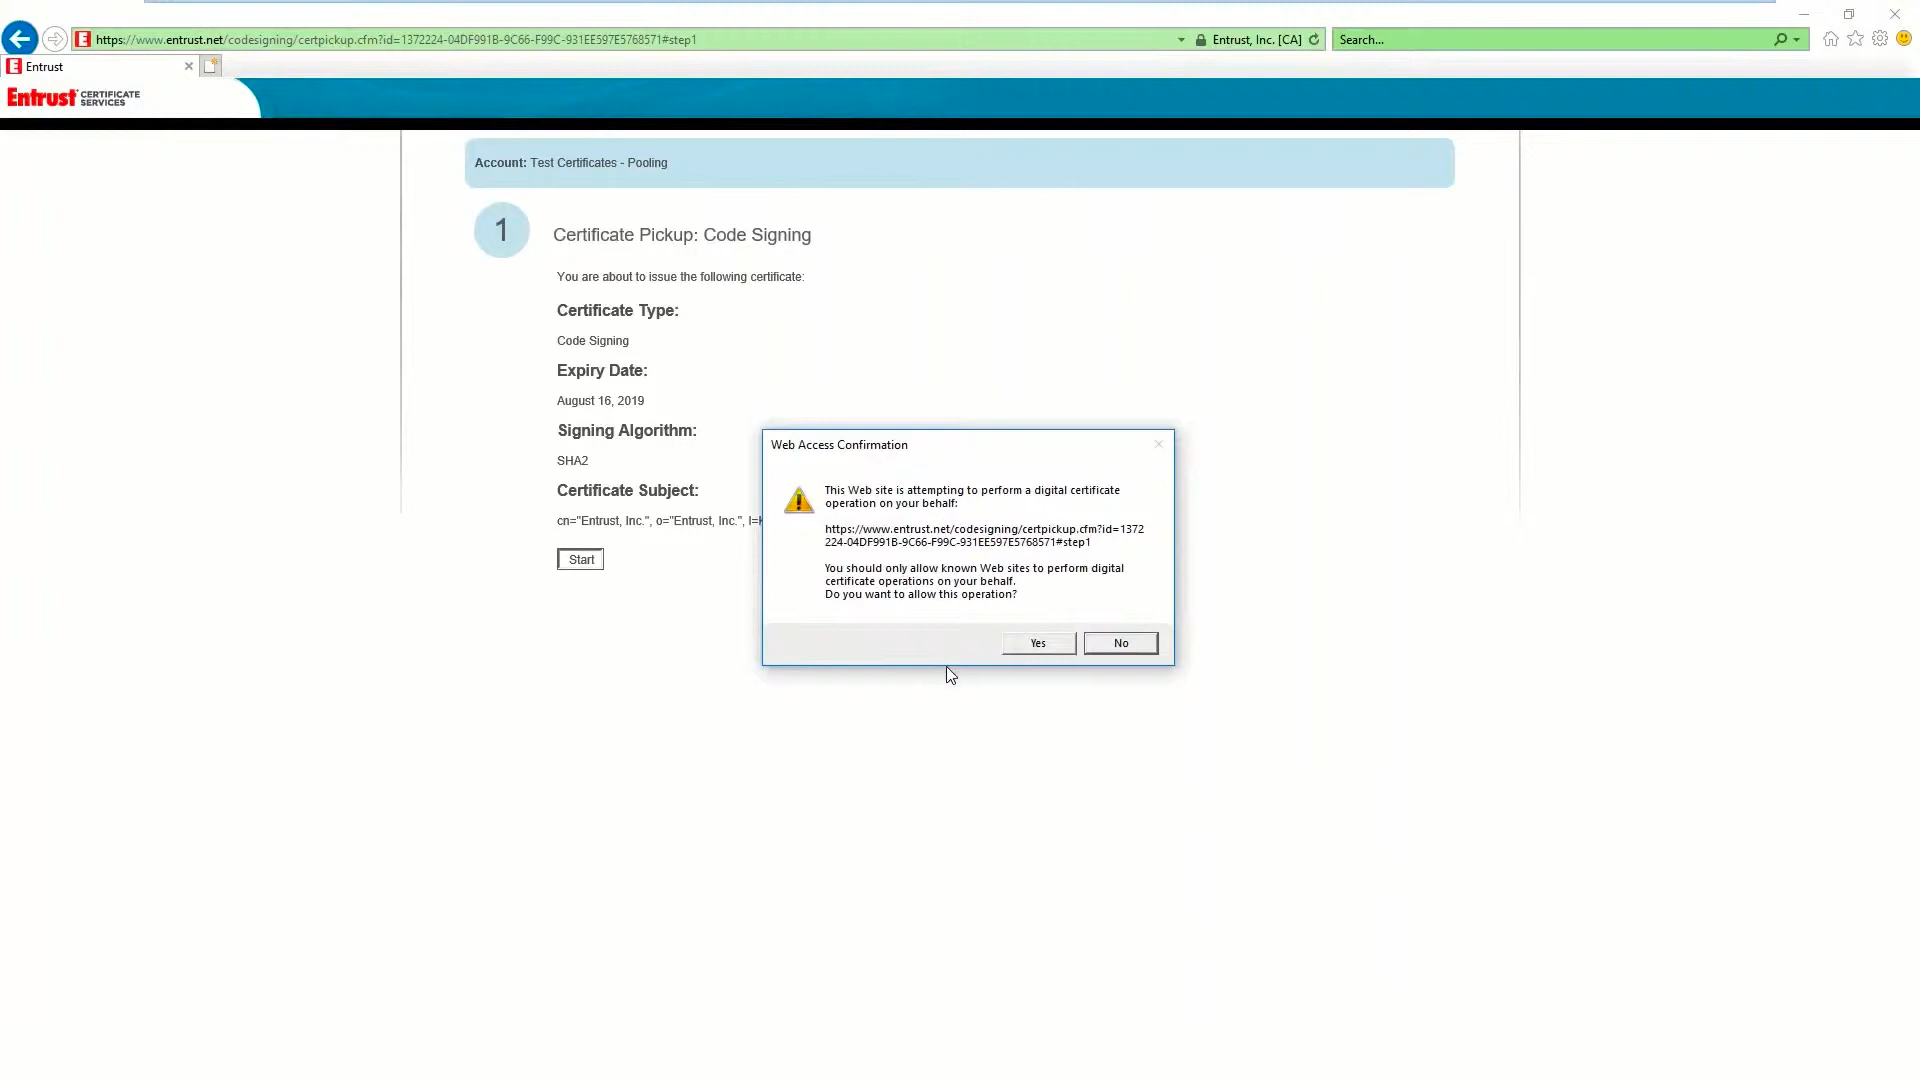 https://www.entrust.net/codesigning/certpickup.cfm?id=1372224-04DF991B-9C66-F99C-931EE597E5768571#step1
Entrust, Inc. [CA]
Search...
Entrust
Entrust CERTIFICATE
SERVICES
Account: Test Certificates - Pooling
1
Certificate Pickup: Code Signing
You are about to issue the following certificate:
Certificate Type:
Code Signing
Expiry Date:
August 16, 2019
Signing Algorithm:
SHA2
Certificate Subject:
cn="Entrust, Inc.", o="Entrust, Inc.",
Start
Web Access Confirmation
This Web site is attempting to perform a digital certificate
operation on your behalf:
https://www.entrust.net/codesigning/certpickup.cfm?id=1372
224-04DF991B-9C66-F99C-931EE597E5768571#step1
You should only allow known Web sites to perform digital
certificate operations on your behalf.
Do you want to allow this operation?
Yes
No